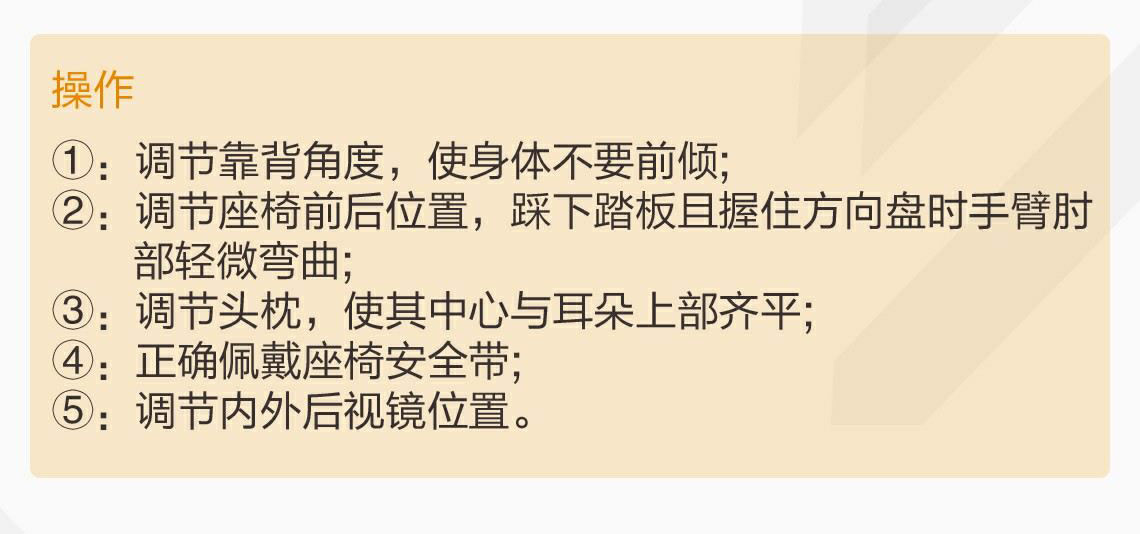 操作
①：调节靠背角度，使身体不要前倾;
②：调节座椅前后位置，踩下踏板且握住方向盘时手臂肘
部轻微弯曲;
③：调节头枕，使其中心与耳朵上部齐平;
④：正确佩戴座椅安全带;
⑤：调节内外后视镜位置。